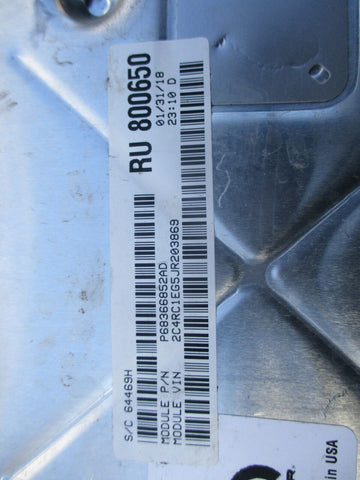 RU 800650
01/31/18
23:10 D
S/C 64469H
MODULE P/N P68366852AD
MODULE VIN 2C4RC1EG5JR203869
in USA
R.